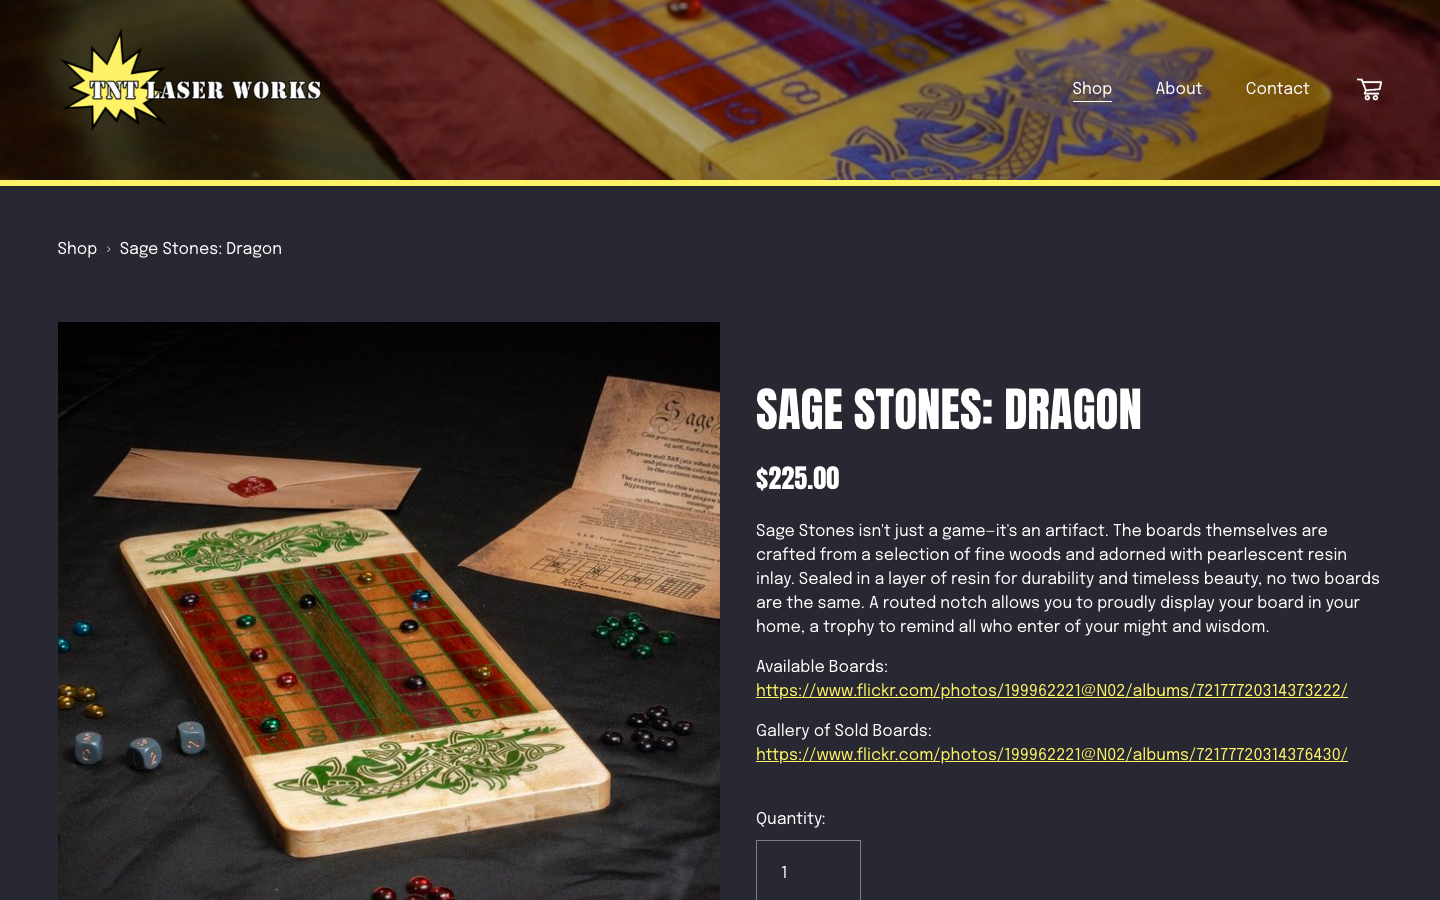 TNT LASER WORKS
Shop
About
Contact
Shop › Sage Stones: Dragon
SAGE STONES: DRAGON
$225.00
Sage Stones isn't just a game—it's an artifact. The boards themselves are
crafted from a selection of fine woods and adorned with pearlescent resin
inlay. Sealed in a layer of resin for durability and timeless beauty, no two boards
are the same. A routed notch allows you to proudly display your board in your
home, a trophy to remind all who enter of your might and wisdom.
Available Boards:
https://www.flickr.com/photos/199962221@N02/albums/72177720314373222/
Gallery of Sold Boards:
https://www.flickr.com/photos/199962221@N02/albums/72177720314376430/
Quantity:
1